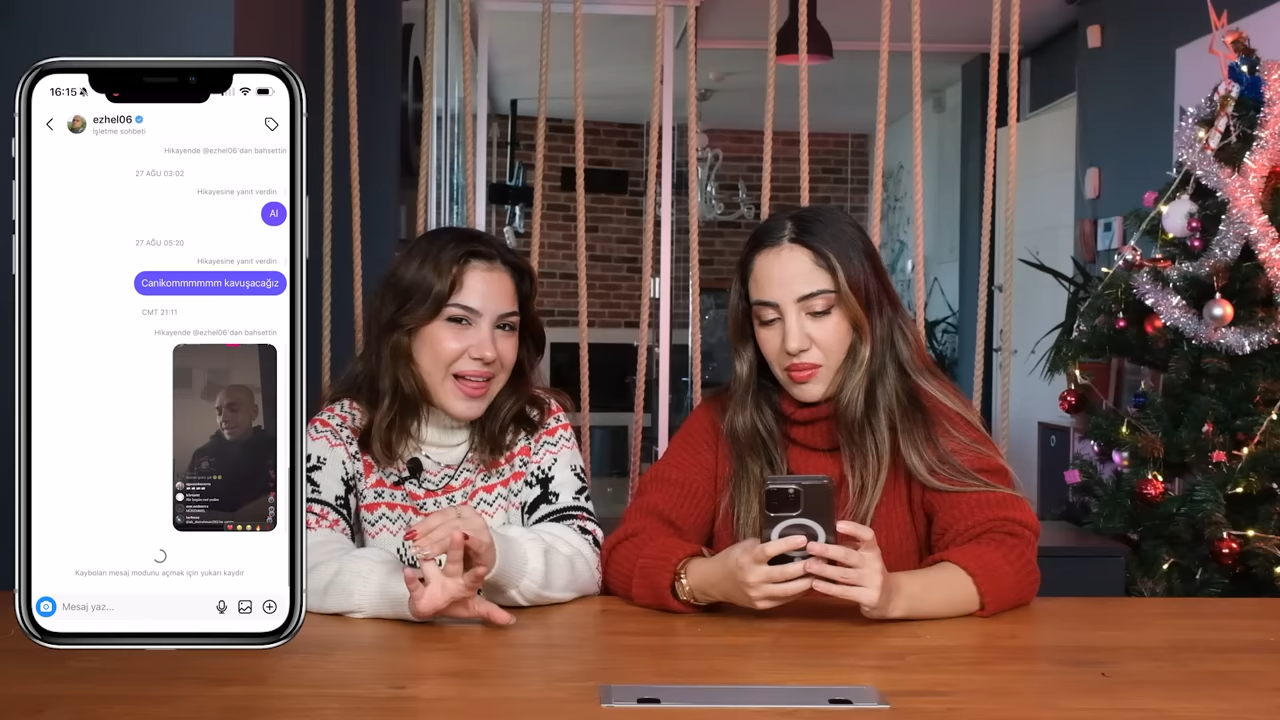 16:15
ezhel06
İşletme sohbeti
Hikayende @ezhel06'dan bahsettin
27 AĞU 03:02
Hikayesine yanıt verdin
Al
27 AĞU 05:20
Hikayesine yanıt verdin
Canikommmmmm kavuşacağız
CMT 21:11
Hikayende @ezhel06'dan bahsettin
Kaybolan mesaj modunu açmak için yukarı kaydır
Mesaj yaz...